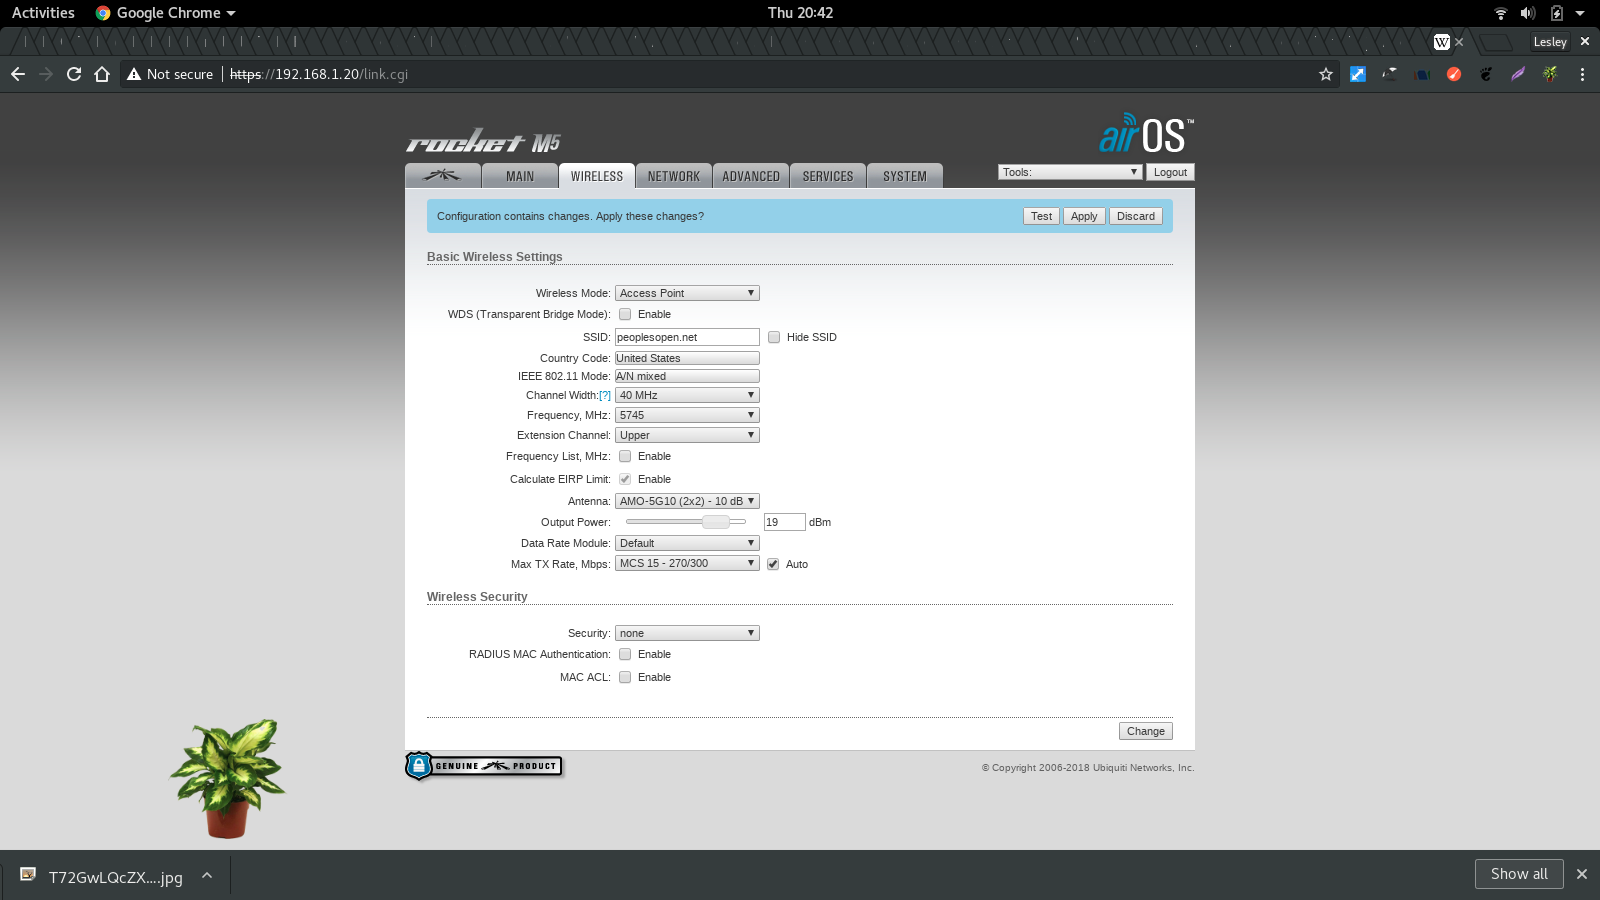 Activities Google Chrome Thu 20:42
W Lesley
Not secure https://192.168.1.20/link.cgi
rocket M5 airOS™
MAIN WIRELESS NETWORK ADVANCED SERVICES SYSTEM Tools: Logout
Configuration contains changes. Apply these changes? Test Apply Discard
Basic Wireless Settings
Wireless Mode: Access Point
WDS (Transparent Bridge Mode): Enable
SSID: peoplesopen.net Hide SSID
Country Code: United States
IEEE 802.11 Mode: A/N mixed
Channel Width:[?] 40 MHz
Frequency, MHz: 5745
Extension Channel: Upper
Frequency List, MHz: Enable
Calculate EIRP Limit: Enable
Antenna: AMO-5G10 (2x2) - 10 dB
Output Power: 19 dBm
Data Rate Module: Default
Max TX Rate, Mbps: MCS 15 - 270/300 Auto
Wireless Security
Security: none
RADIUS MAC Authentication: Enable
MAC ACL: Enable
Change
GENUINE PRODUCT © Copyright 2006-2018 Ubiquiti Networks, Inc.
T72GwLQcZX....jpg Show all